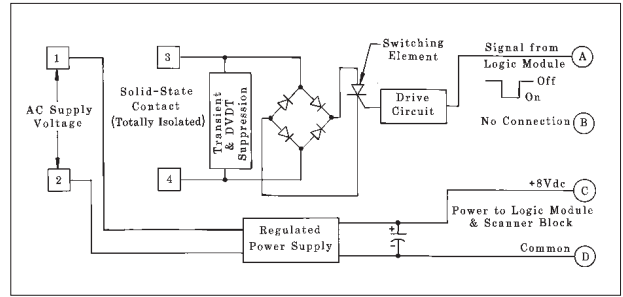 1
3
Switching
Element
Signal from
Logic Module
A
Off
On
AC Supply
Voltage
Solid-State
Contact
(Totally Isolated)
Transient
& DVDT
Suppression
Drive
Circuit
No Connection
B
2
4
+8Vdc
C
Power to Logic Module
& Scanner Block
Regulated
Power Supply
+
-
Common
D